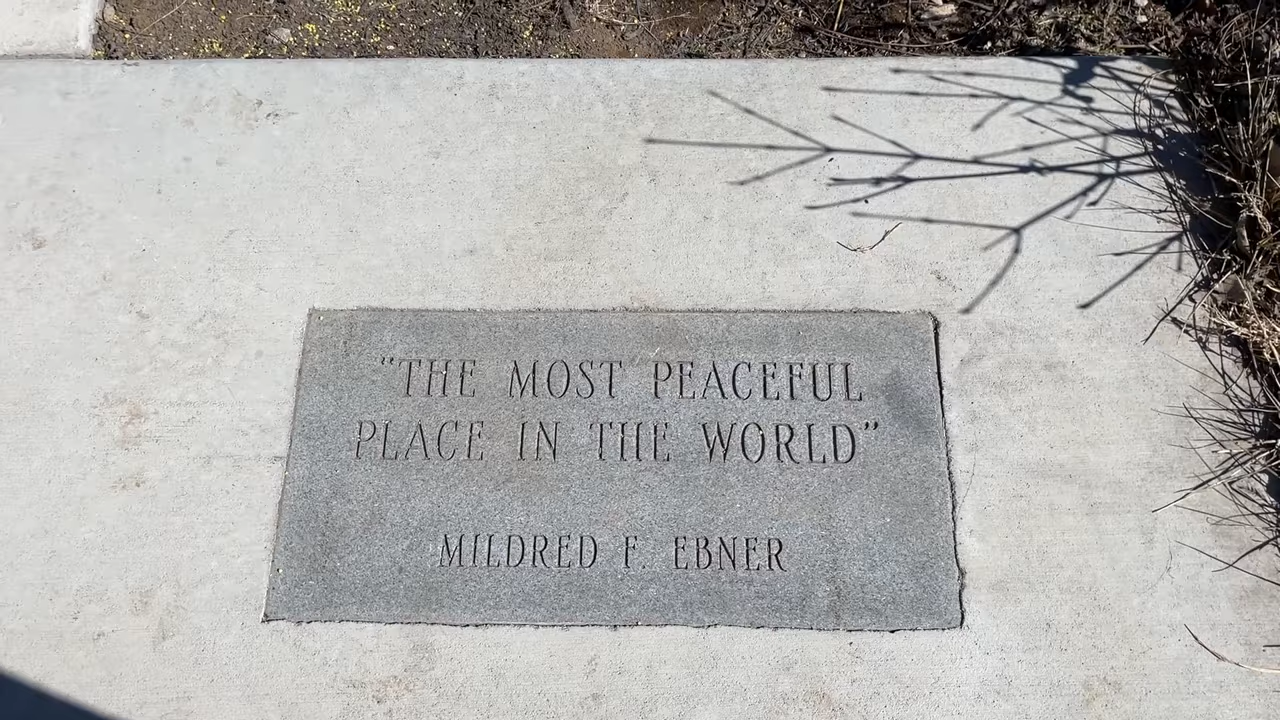 “THE MOST PEACEFUL
PLACE IN THE WORLD”
MILDRED F. EBNER